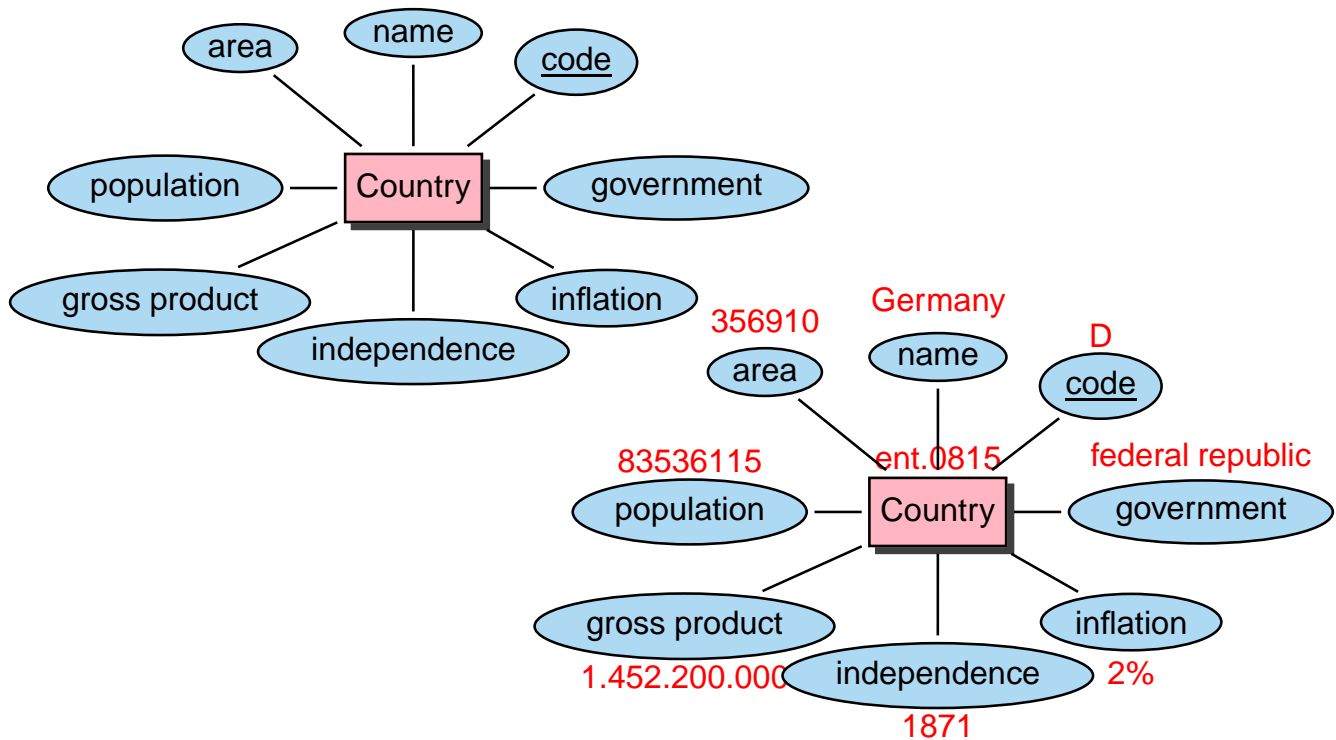 area
name
code
population
Country
government
gross product
inflation
independence
356910
Germany
D
area
name
code
83536115
ent.0815
federal republic
population
Country
government
gross product
inflation
1.452.200.000
independence
2%
1871